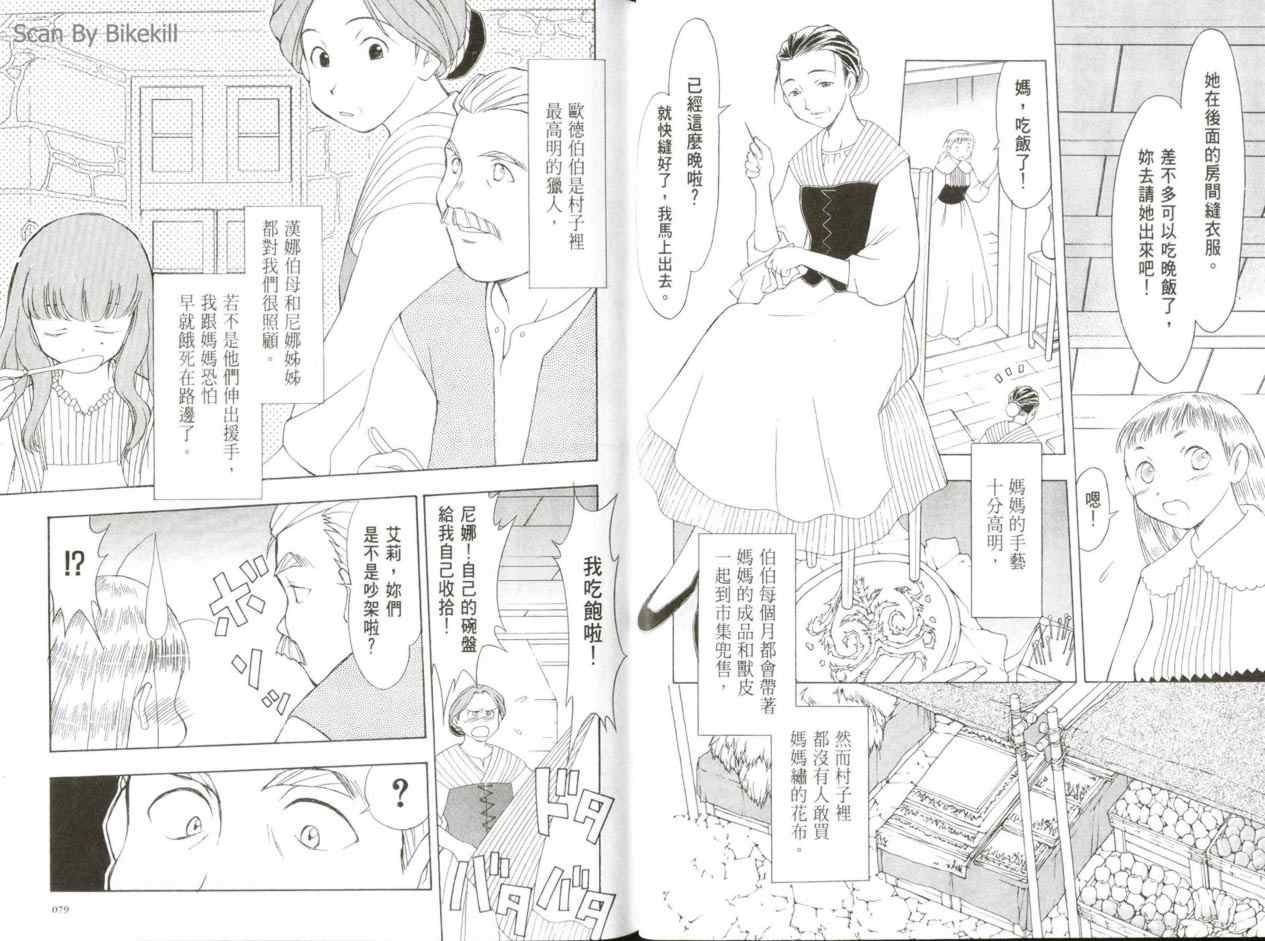 她在後面的房間縫衣服。
差不多可以吃晚飯了，
妳去請她出來吧！
嗯！
媽，吃飯了！
已經這麼晚啦？
就快縫好了，我馬上出去。
媽媽的手藝
十分高明，
伯伯每個月都會帶著
媽媽的成品和獸皮
一起到市集兜售，
然而村子裡
都沒有人敢買
媽媽繡的花布。
Scan By Bikekill
歐德伯伯是村子裡
最高明的獵人，
漢娜伯母和尼娜姊姊
都對我們很照顧。
若不是他們伸出援手，
我跟媽媽恐怕
早就餓死在路邊了。
我吃飽啦！
尼娜！自己的碗盤
給我自己收拾！
ドタ
バタバタ
艾莉，妳們
是不是吵架啦？
ボソッ
!?
?
079